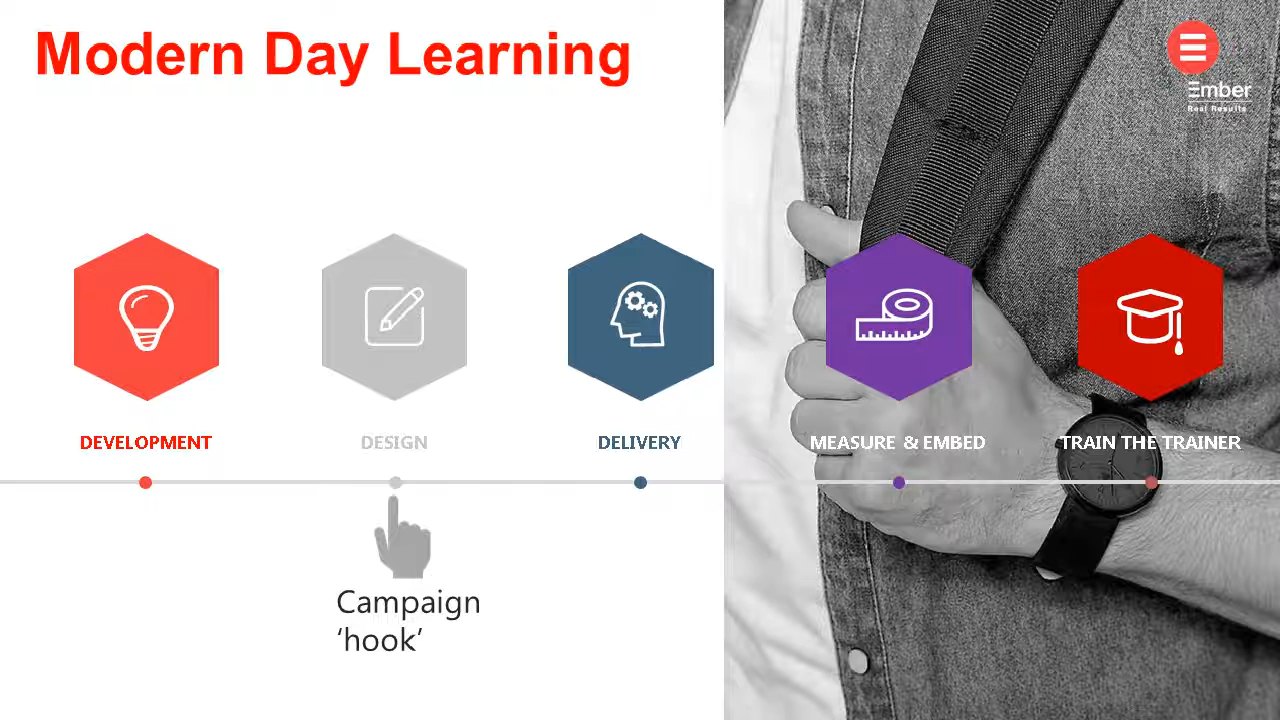 Modern Day Learning
Ember
Real Results
DEVELOPMENT
DESIGN
DELIVERY
MEASURE & EMBED
TRAIN THE TRAINER
Campaign
‘hook’